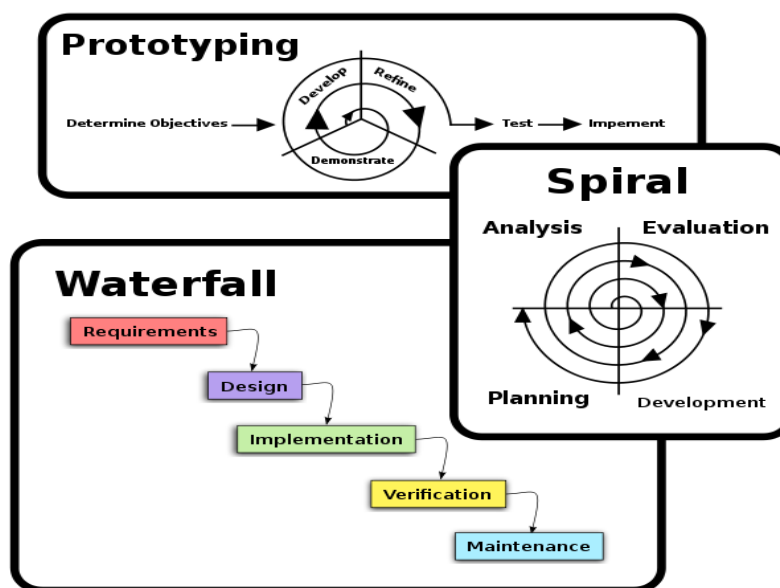 Prototyping
Develop
Refine
Determine Objectives
Test
Impement
Demonstrate
Spiral
Analysis
Evaluation
Planning
Development
Waterfall
Requirements
Design
Implementation
Verification
Maintenance